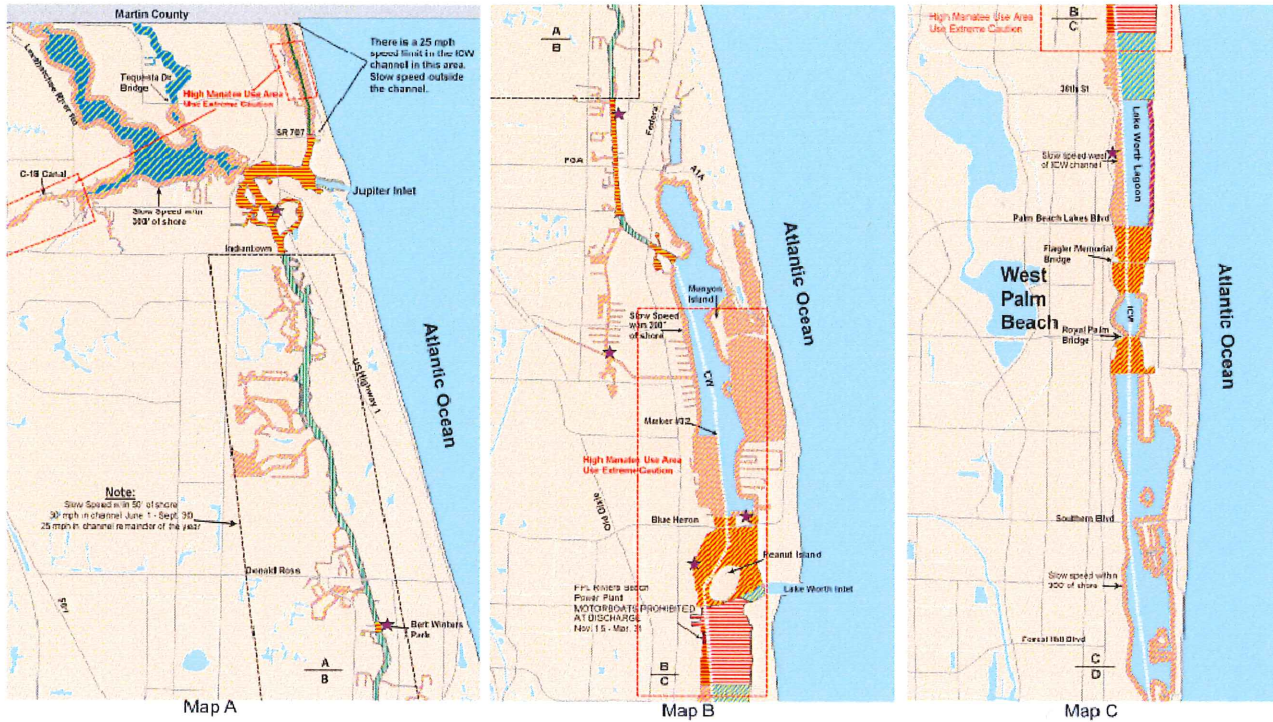 Martin County
Loxahatchee River Rd
Tequesta Dr
Bridge
There is a 25 mph
speed limit in the ICW
channel in this area.
Slow speed outside
the channel.
High Manatee Use Area
Use Extreme Caution
SR 707
C-18 Canal
Jupiter Inlet
Slow Speed w/in
300' of shore
Indiantown
Atlantic Ocean
US Highway 1
Note:
Slow Speed w/in 50' of shore
30 mph in channel June 1 - Sept. 30
25 mph in channel remainder of the year
Donald Ross
I-95
Bert Winters
Park
A
B
Map A
A
B
Federal
PGA
A1A
Atlantic Ocean
Munyon
Island
Slow Speed
w/in 300'
of shore
ICW
Marker
High Manatee Use Area
Use Extreme Caution
Old Dixie
Blue Heron
Peanut Island
Lake Worth Inlet
FPL Riviera Beach
Power Plant
MOTORBOATS PROHIBITED
AT DISCHARGE
Nov. 15 - Mar. 31
B
C
Map B
High Manatee Use Area
Use Extreme Caution
B
C
36th St
Lake Worth Lagoon
Slow speed west
of ICW channel
Palm Beach Lakes Blvd
Flagler Memorial
Bridge
West
Palm
Beach
ICW
Royal Palm
Bridge
Atlantic Ocean
Southern Blvd
Slow speed within
300' of shore
Forest Hill Blvd
C
D
Map C